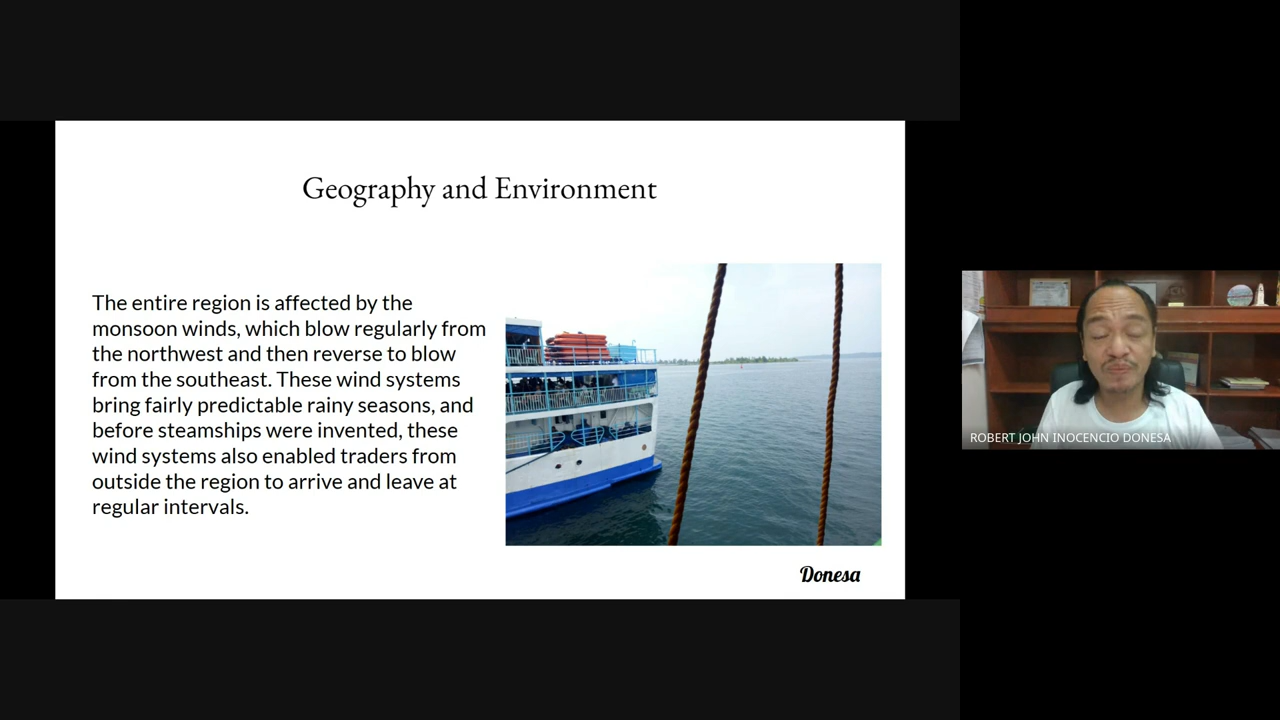 Geography and Environment
The entire region is affected by the
monsoon winds, which blow regularly from
the northwest and then reverse to blow
from the southeast. These wind systems
bring fairly predictable rainy seasons, and
before steamships were invented, these
wind systems also enabled traders from
outside the region to arrive and leave at
regular intervals.
Donesa
ROBERT JOHN INOCENCIO DONESA